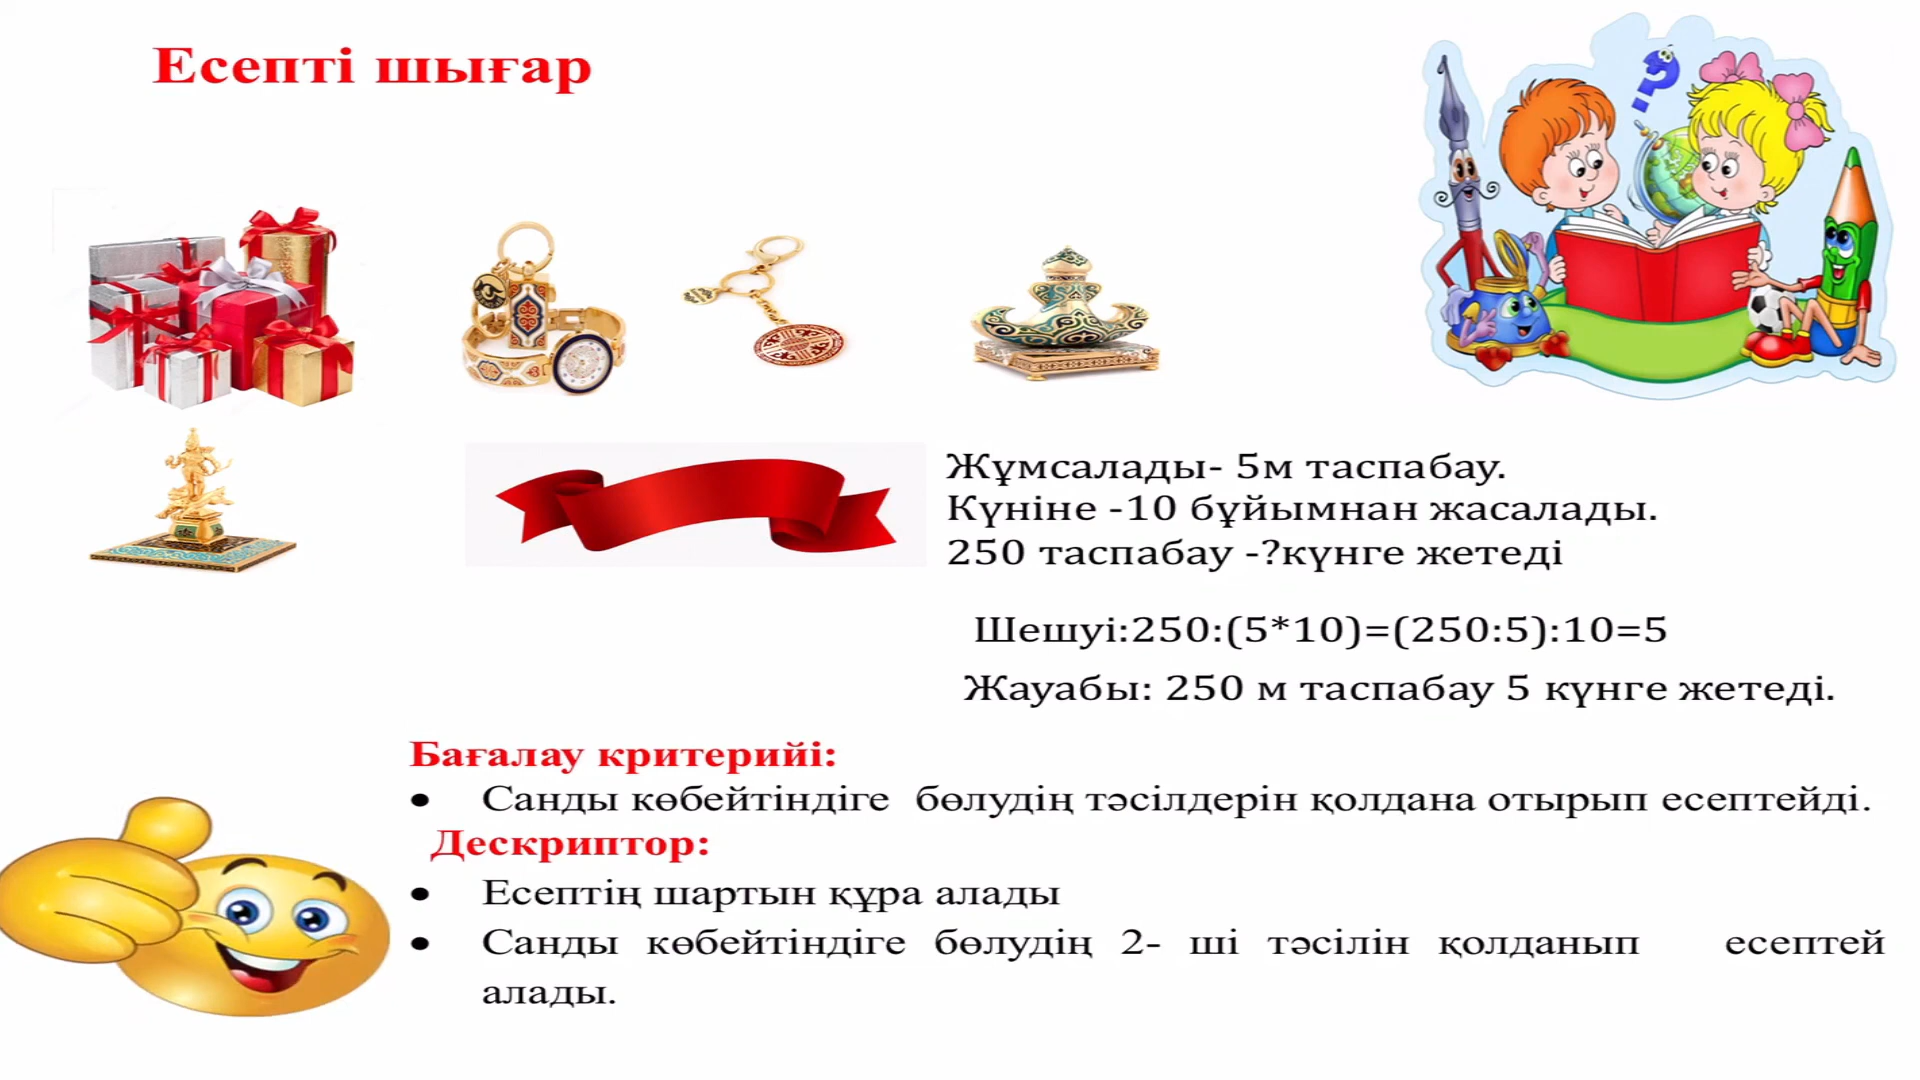 Есепті шығар
Жұмсалады- 5м таспабау.
Күніне -10 бұйымнан жасалады.
250 таспабау -?күнге жетеді
Шешуі:250:(5*10)=(250:5):10=5
Жауабы: 250 м таспабау 5 күнге жетеді.
Бағалау критерийі:
• Санды көбейтіндіге бөлудің тәсілдерін қолдана отырып есептейді.
Дескриптор:
• Есептің шартын құра алады
• Санды көбейтіндіге бөлудің 2- ші тәсілін қолданып есептей
алады.